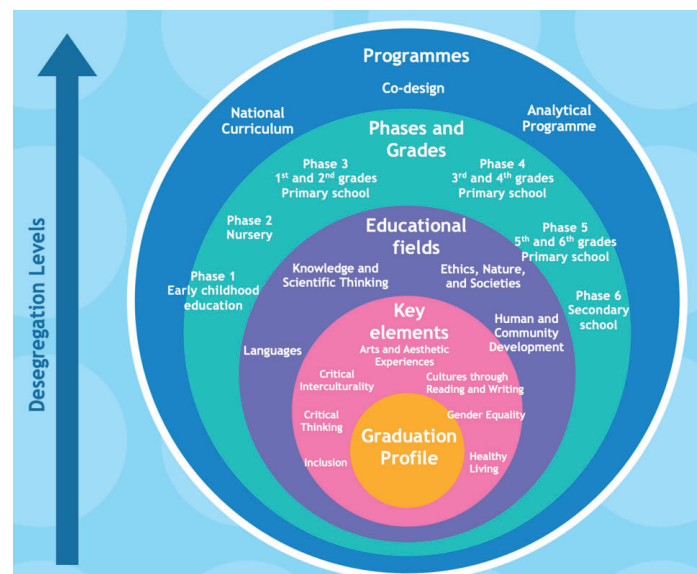 Desegregation Levels
Programmes
Co-design
National
Curriculum
Analytical
Programme
Phases and
Grades
Phase 3
1st and 2nd grades
Primary school
Phase 4
3rd and 4th grades
Primary school
Phase 2
Nursery
Phase 5
5th and 6th grades
Primary school
Phase 1
Early childhood
education
Phase 6
Secondary
school
Educational
fields
Knowledge and
Scientific Thinking
Ethics, Nature,
and Societies
Languages
Human and
Community
Development
Key
elements
Arts and Aesthetic
Experiences
Critical
Interculturality
Cultures through
Reading and Writing
Critical
Thinking
Gender Equality
Inclusion
Healthy
Living
Graduation
Profile